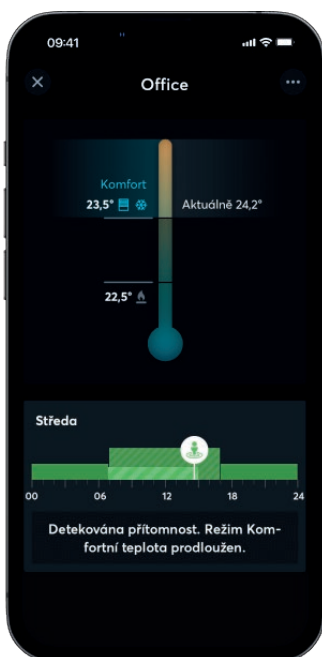 09:41
Office
Komfort
23,5°
Aktuálně 24,2°
22,5°
Středa
00 06 12 18 24
Detekována přítomnost. Režim Kom-
fortní teplota prodloužen.